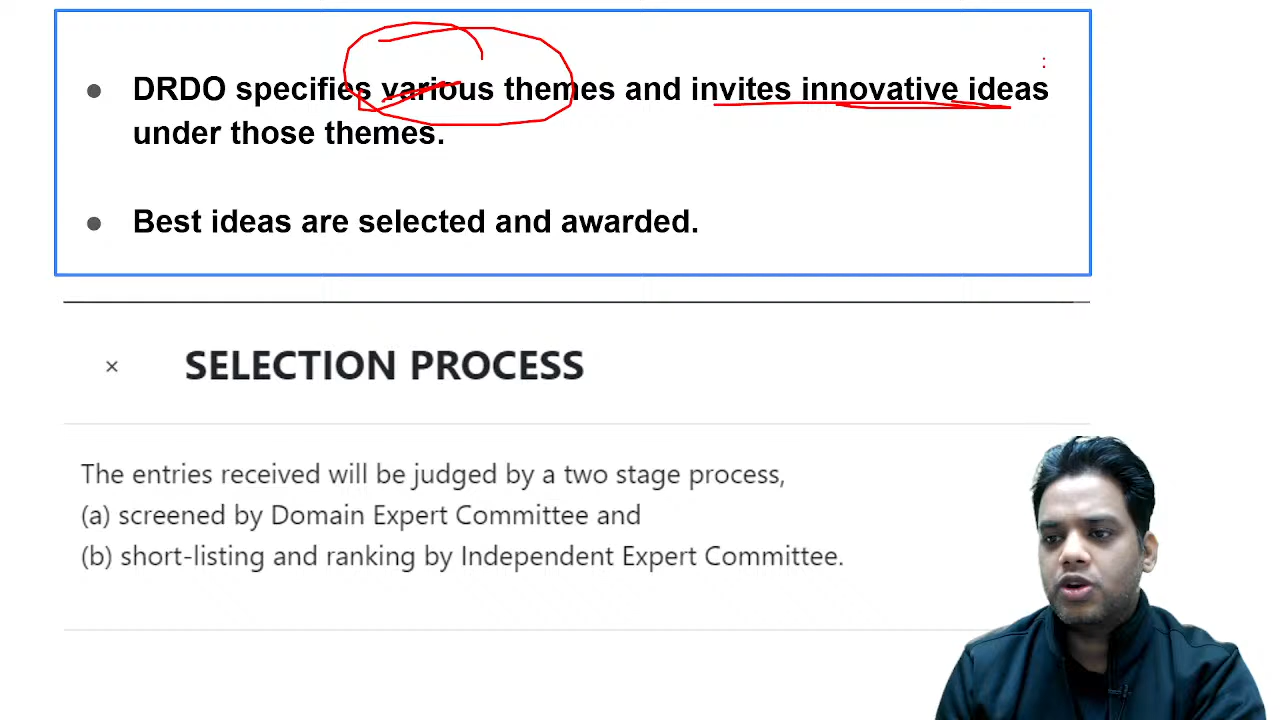 ● DRDO specifies various themes and invites innovative ideas
under those themes.
● Best ideas are selected and awarded.
× SELECTION PROCESS
The entries received will be judged by a two stage process,
(a) screened by Domain Expert Committee and
(b) short-listing and ranking by Independent Expert Committee.